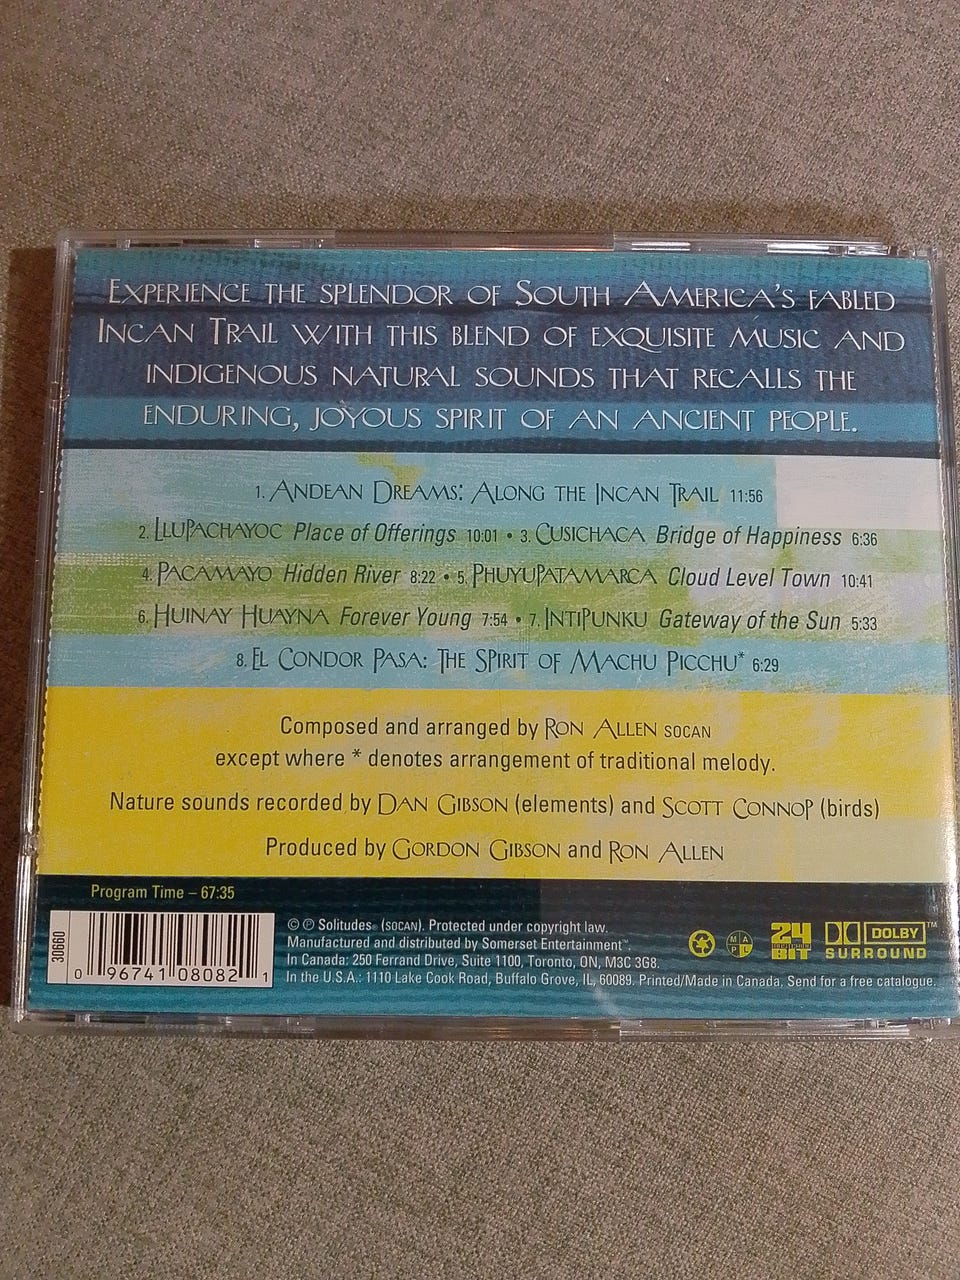 EXPERIENCE THE SPLENDOR OF SOUTH AMERICA'S FABLED
INCAN TRAIL WITH THIS BLEND OF EXQUISITE MUSIC AND
INDIGENOUS NATURAL SOUNDS THAT RECALLS THE
ENDURING, JOYOUS SPIRIT OF AN ANCIENT PEOPLE.
1. ANDEAN DREAMS: ALONG THE INCAN TRAIL 11:56
2. LLUPACHAYOC Place of Offerings 10:01 • 3. CUSICHACA Bridge of Happiness 6:36
4. PACAMAYO Hidden River 8:22 • 5. PHUYUPATAMARCA Cloud Level Town 10:41
6. HUINAY HUAYNA Forever Young 7:54 • 7. INTIPUNKU Gateway of the Sun 5:33
8. EL CONDOR PASA: THE SPIRIT OF MACHU PICCHU* 6:29
Composed and arranged by RON ALLEN SOCAN
except where * denotes arrangement of traditional melody.
Nature sounds recorded by DAN GIBSON (elements) and SCOTT CONNOP (birds)
Produced by GORDON GIBSON and RON ALLEN
Program Time – 67:35
30660
0 96741 08082 1
© ℗ Solitudes® (SOCAN). Protected under copyright law.
Manufactured and distributed by Somerset Entertainment™.
In Canada: 250 Ferrand Drive, Suite 1100, Toronto, ON, M3C 3G8.
In the U.S.A.: 1110 Lake Cook Road, Buffalo Grove, IL, 60089. Printed/Made in Canada. Send for a free catalogue.
M A P L
24 BIT
DOLBY™
SURROUND